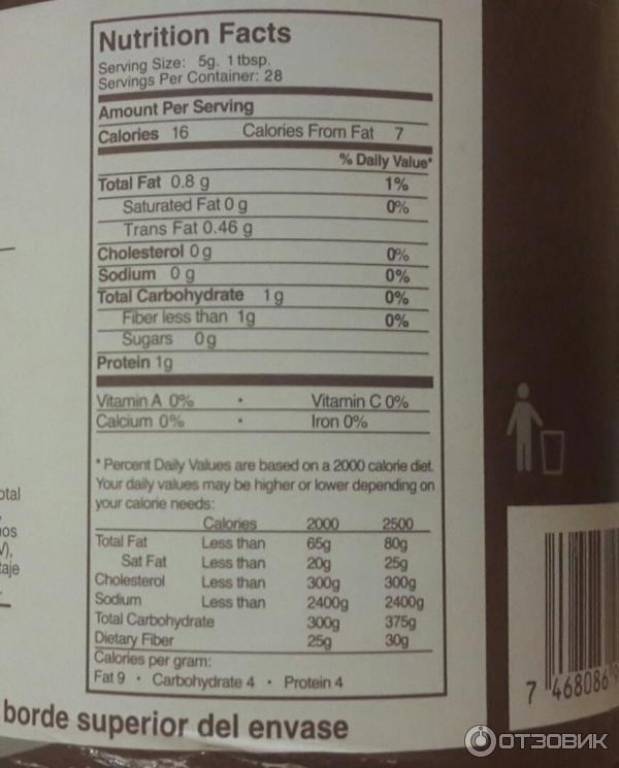 Nutrition Facts
Serving Size: 5g. 1 tbsp.
Servings Per Container: 28
Amount Per Serving
Calories 16 Calories From Fat 7
% Daily Value*
Total Fat 0.8 g 1%
Saturated Fat 0 g 0%
Trans Fat 0.46 g
Cholesterol 0 g 0%
Sodium 0 g 0%
Total Carbohydrate 1 g 0%
Fiber less than 1g 0%
Sugars 0g
Protein 1g
Vitamin A 0% • Vitamin C 0%
Calcium 0% • Iron 0%
* Percent Daily Values are based on a 2000 calorie diet.
Your daily values may be higher or lower depending on
your calorie needs:
Calories 2000 2500
Total Fat Less than 65g 80g
Sat Fat Less than 20g 25g
Cholesterol Less than 300g 300g
Sodium Less than 2400g 2400g
Total Carbohydrate 300g 375g
Dietary Fiber 25g 30g
Calories per gram:
Fat 9 • Carbohydrate 4 • Protein 4
otal
ios
V),
taje
borde superior del envase
7 468086
ОТЗОВИК